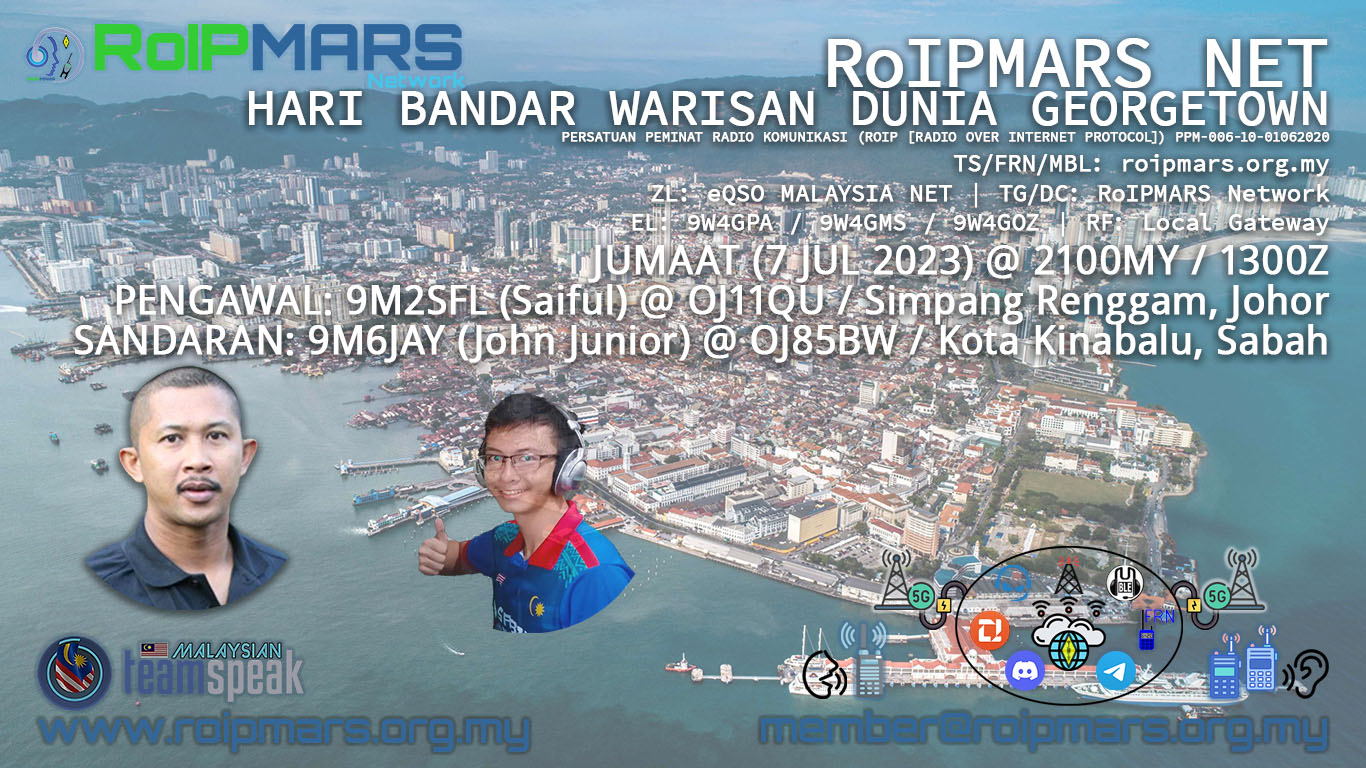 RoIPMARS
Network
RoIPMARS NET
HARI BANDAR WARISAN DUNIA GEORGETOWN
PERSATUAN PEMINAT RADIO KOMUNIKASI (ROIP [RADIO OVER INTERNET PROTOCOL]) PPM-006-10-01062020
TS/FRN/MBL: roipmars.org.my
ZL: eQSO MALAYSIA NET | TG/DC: RoIPMARS Network
EL: 9W4GPA / 9W4GMS / 9W4GOZ | RF: Local Gateway
JUMAAT (7 JUL 2023) @ 2100MY / 1300Z
PENGAWAL: 9M2SFL (Saiful) @ OJ11QU / Simpang Renggam, Johor
SANDARAN: 9M6JAY (John Junior) @ OJ85BW / Kota Kinabalu, Sabah
5G
BLE
5G
FRN
MALAYSIAN
teamspeak
www.roipmars.org.my
member@roipmars.org.my